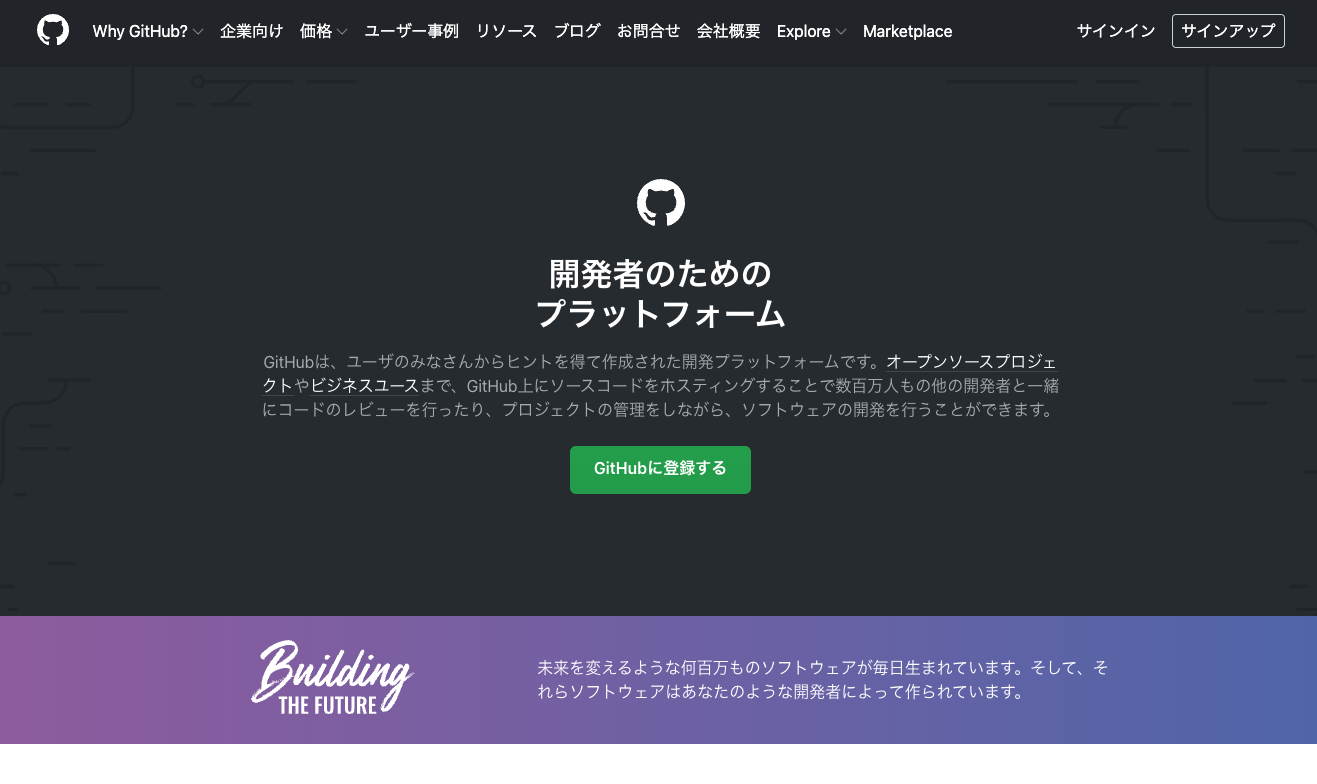 Why GitHub? 企業向け 価格 ユーザー事例 リソース ブログ お問合せ 会社概要 Explore Marketplace サインイン サインアップ
開発者のための
プラットフォーム
GitHubは、ユーザのみなさんからヒントを得て作成された開発プラットフォームです。オープンソースプロジェ
クトやビジネスユースまで、GitHub上にソースコードをホスティングすることで数百万人もの他の開発者と一緒
にコードのレビューを行ったり、プロジェクトの管理をしながら、ソフトウェアの開発を行うことができます。
GitHubに登録する
Building
THE FUTURE
未来を変えるような何百万ものソフトウェアが毎日生まれています。そして、そ
れらソフトウェアはあなたのような開発者によって作られています。